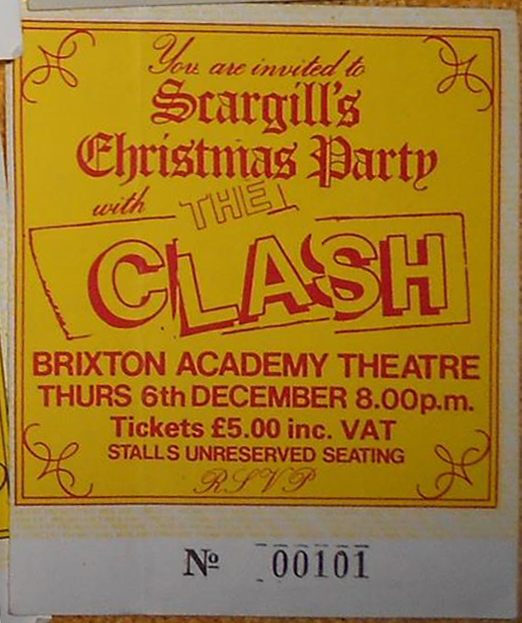 You are invited to
Scargill's
Christmas Party
with THE
CLASH
BRIXTON ACADEMY THEATRE
THURS 6th DECEMBER 8.00p.m.
Tickets £5.00 inc. VAT
STALLS UNRESERVED SEATING
RSVP
Nº 00101